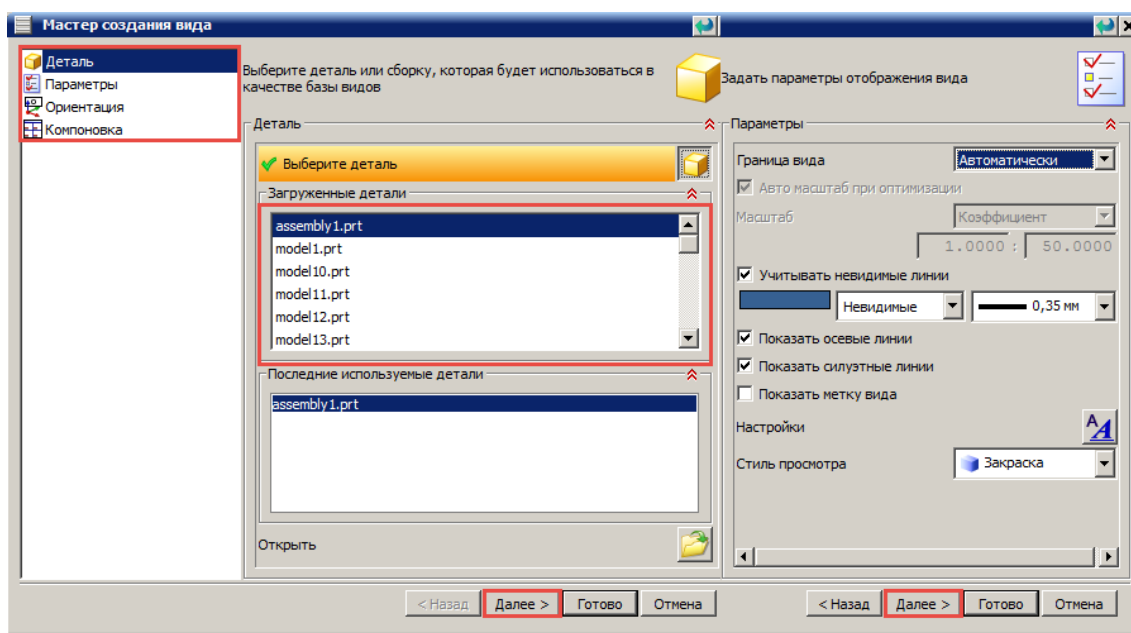 Мастер создания вида
Деталь
Параметры
Ориентация
Компоновка
Выберите деталь или сборку, которая будет использоваться в
качестве базы видов
Деталь
Выберите деталь
Загруженные детали
assembly1.prt
model1.prt
model10.prt
model11.prt
model12.prt
model13.prt
Последние используемые детали
assembly1.prt
Открыть
< Назад Далее > Готово Отмена
Задать параметры отображения вида
Параметры
Граница вида Автоматически
Авто масштаб при оптимизации
Масштаб Коэффициент
1.0000 : 50.0000
Учитывать невидимые линии
Невидимые 0,35 мм
Показать осевые линии
Показать силуэтные линии
Показать метку вида
Настройки
Стиль просмотра Закраска
< Назад Далее > Готово Отмена